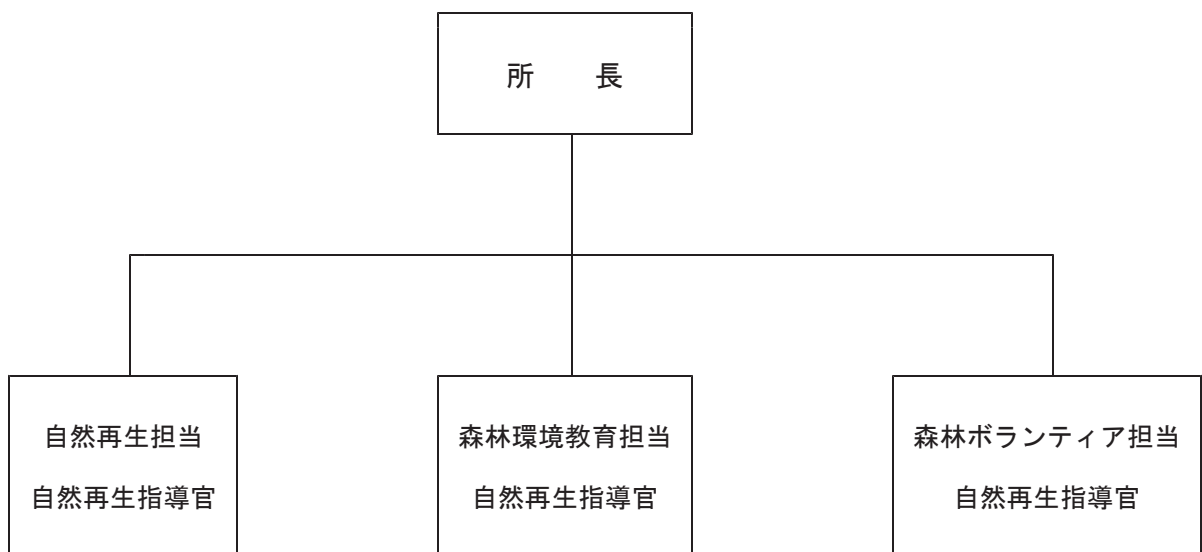 所　　長
自然再生担当
自然再生指導官
森林環境教育担当
自然再生指導官
森林ボランティア担当
自然再生指導官